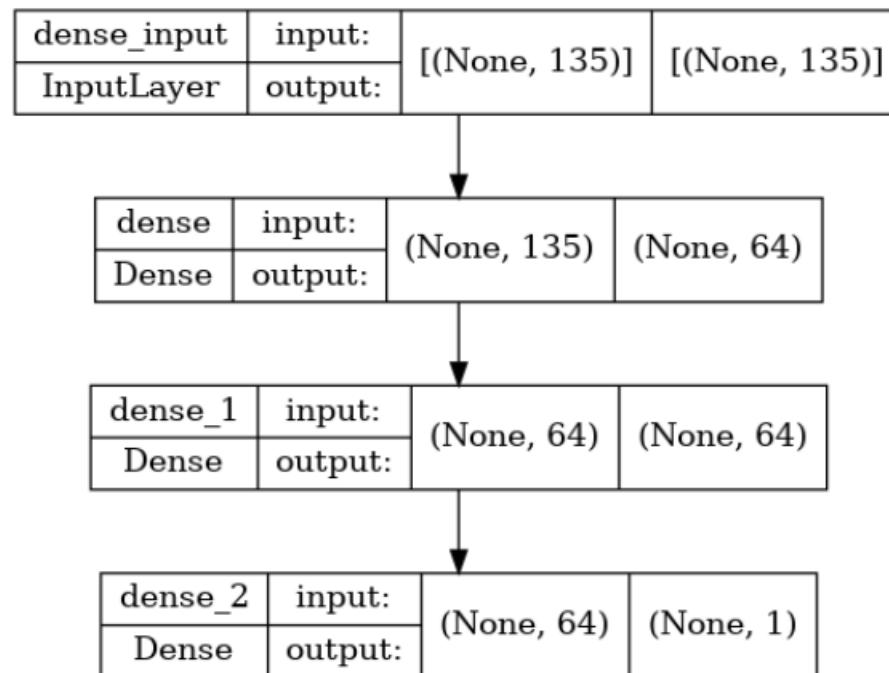 dense_input input: [(None, 135)] [(None, 135)]
InputLayer output:
dense input: (None, 135) (None, 64)
Dense output:
dense_1 input: (None, 64) (None, 64)
Dense output:
dense_2 input: (None, 64) (None, 1)
Dense output: